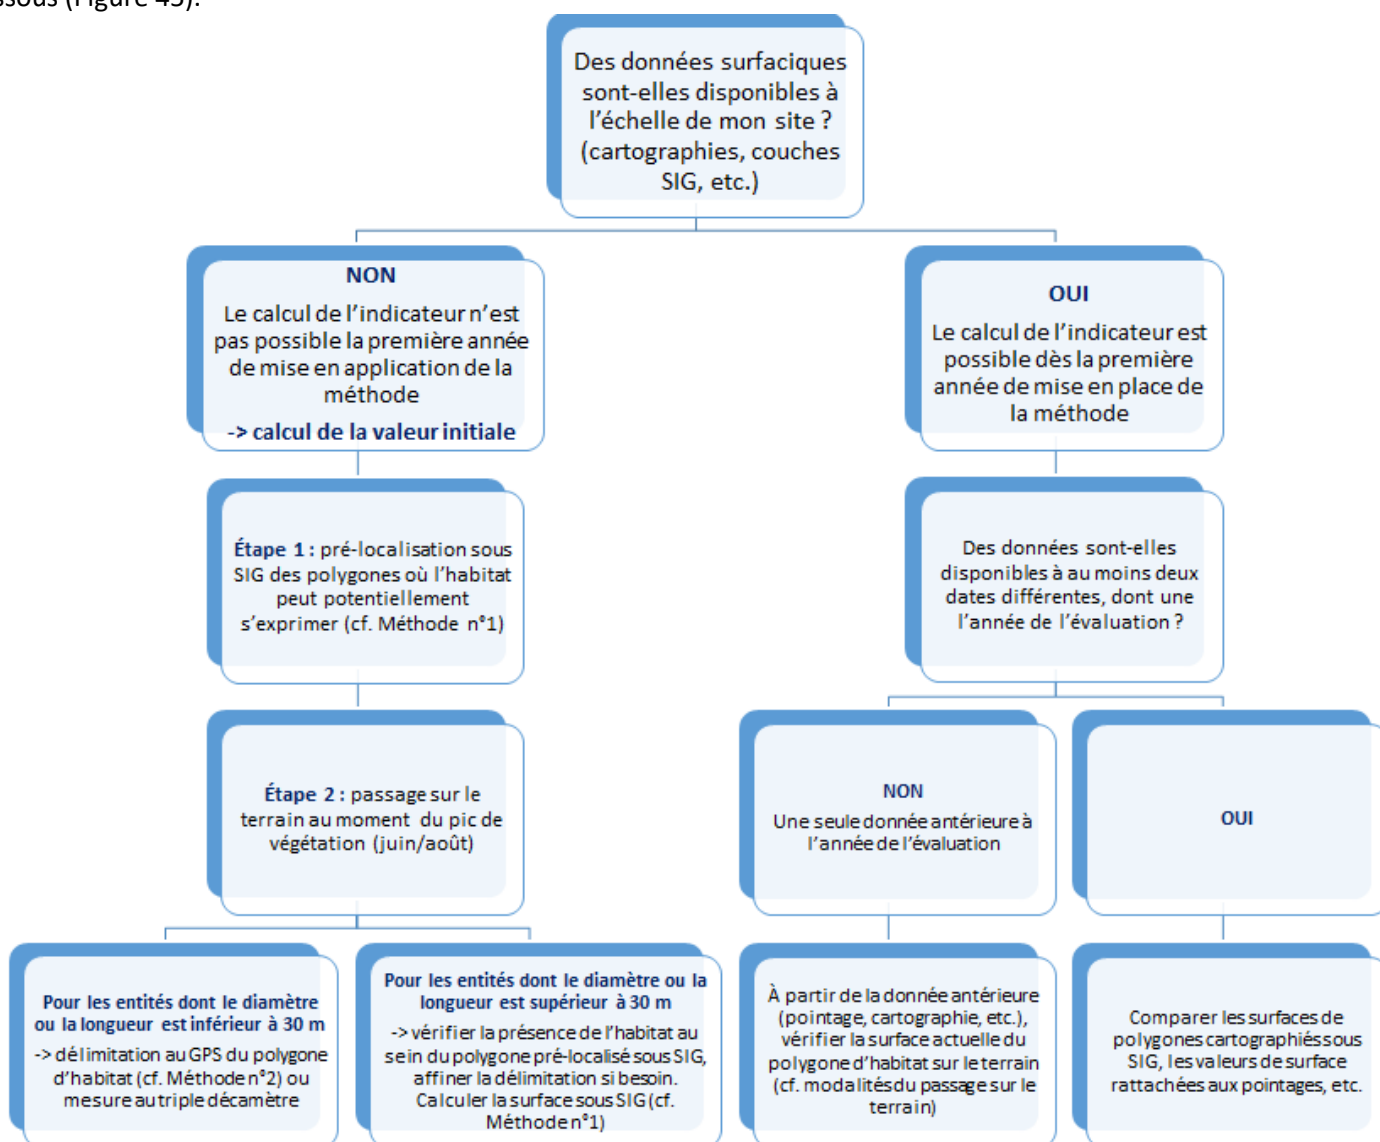 ssous (Figure 45).
Des données surfaciques
sont-elles disponibles à
l’échelle de mon site ?
(cartographies, couches
SIG, etc.)
NON
Le calcul de l’indicateur n’est
pas possible la première année
de mise en application de la
méthode
-> calcul de la valeur initiale
OUI
Le calcul de l’indicateur est
possible dès la première
année de mise en place de
la méthode
Étape 1 : pré-localisation sous
SIG des polygones où l’habitat
peut potentiellement
s’exprimer (cf. Méthode n°1)
Des données sont-elles
disponibles à au moins deux
dates différentes, dont une
l’année de l’évaluation ?
Étape 2 : passage sur le
terrain au moment du pic de
végétation (juin/août)
NON
Une seule donnée antérieure à
l’année de l’évaluation
OUI
Pour les entités dont le diamètre
ou la longueur est inférieur à 30 m
-> délimitation au GPS du polygone
d’habitat (cf. Méthode n°2) ou
mesure au triple décamètre
Pour les entités dont le diamètre ou la
longueur est supérieur à 30 m
-> vérifier la présence de l’habitat au
sein du polygone pré-localisé sous SIG,
affiner la délimitation si besoin.
Calculer la surface sous SIG (cf.
Méthode n°1)
À partir de la donnée antérieure
(pointage, cartographie, etc.),
vérifier la surface actuelle du
polygone d’habitat sur le terrain
(cf. modalités du passage sur le
terrain)
Comparer les surfaces de
polygones cartographiés sous
SIG, les valeurs de surface
rattachées aux pointages, etc.